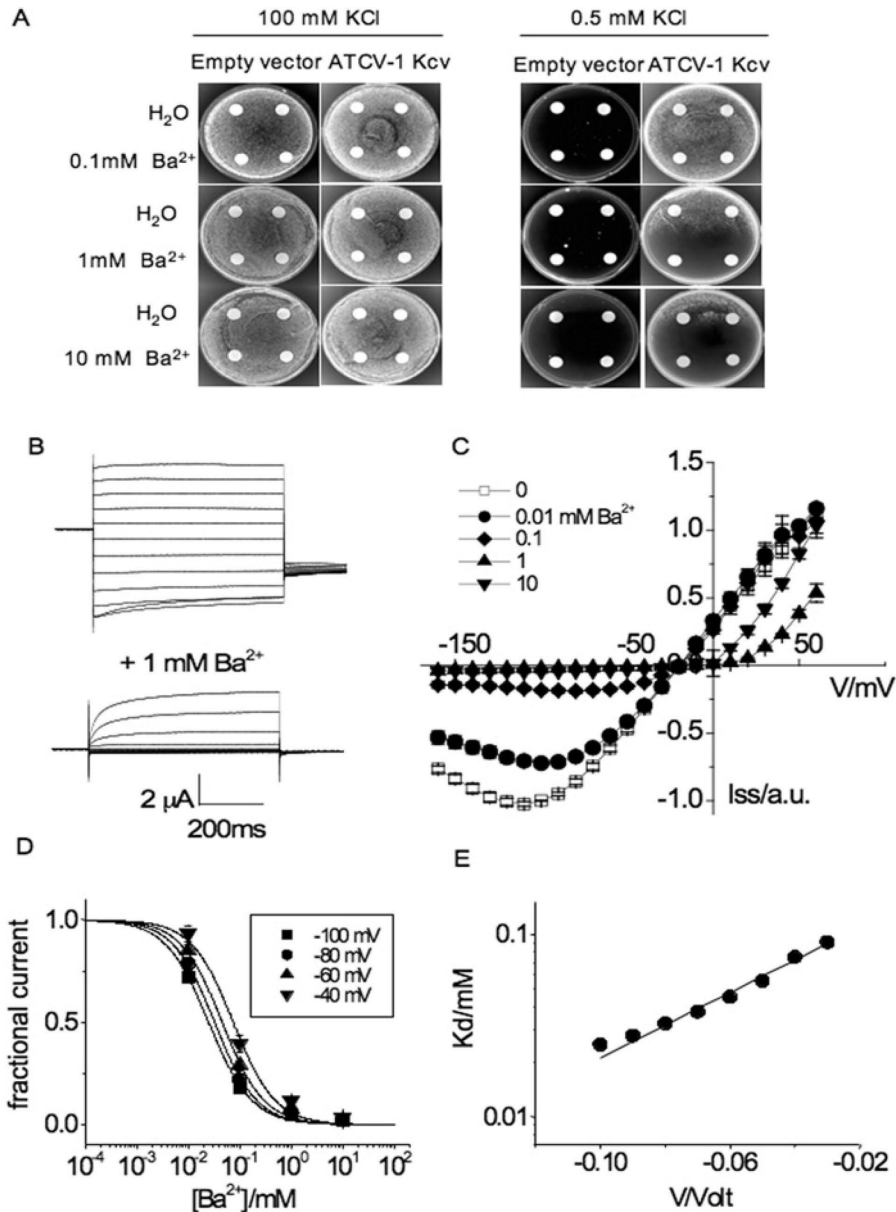 A
100 mM KCl
0.5 mM KCl
Empty vector ATCV-1 Kcv
Empty vector ATCV-1 Kcv
H₂O
0.1mM Ba²⁺
H₂O
1mM Ba²⁺
H₂O
10 mM Ba²⁺
B
+ 1 mM Ba²⁺
2 µA
200ms
C
0
0.01 mM Ba²⁺
0.1
1
10
1.5
1.0
0.5
-150
-50
50
V/mV
-0.5
-1.0
Iss/a.u.
D
1.0
0.5
0.0
fractional current
-100 mV
-80 mV
-60 mV
-40 mV
10⁻⁴ 10⁻³ 10⁻² 10⁻¹ 10⁰ 10¹ 10²
[Ba²⁺]/mM
E
0.1
0.01
Kd/mM
-0.10 -0.06 -0.02
V/Volt